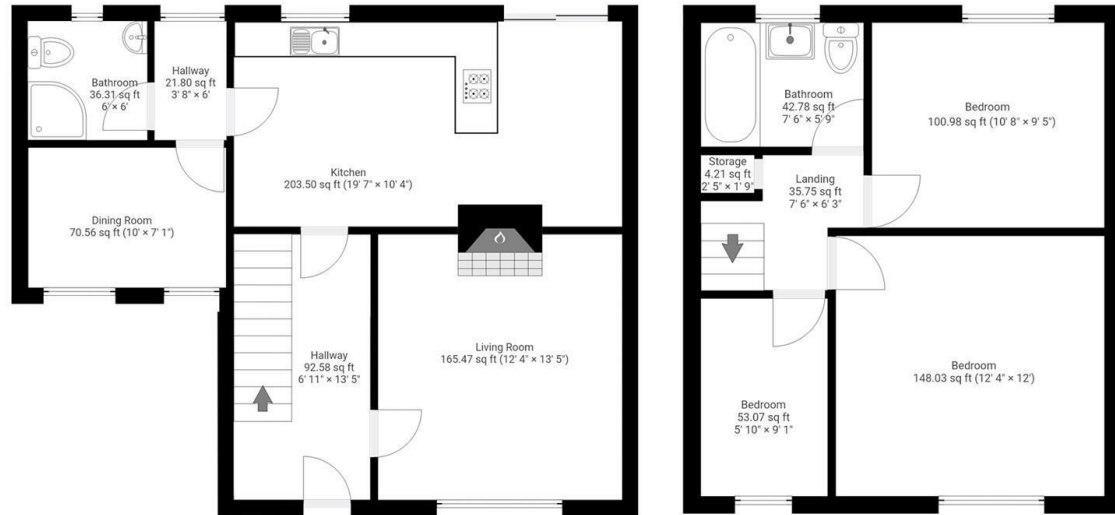 Bathroom
36.31 sq ft
6' × 6'
Hallway
21.80 sq ft
3' 8" × 6'
Kitchen
203.50 sq ft (19' 7" × 10' 4")
Dining Room
70.56 sq ft (10' × 7' 1")
Hallway
92.58 sq ft
6' 11" × 13' 5"
Living Room
165.47 sq ft (12' 4" × 13' 5")
Bathroom
42.78 sq ft
7' 6" × 5' 9"
Bedroom
100.98 sq ft (10' 8" × 9' 5")
Storage
4.21 sq ft
2' 5" × 1' 9"
Landing
35.75 sq ft
7' 6" × 6' 3"
Bedroom
148.03 sq ft (12' 4" × 12')
Bedroom
53.07 sq ft
5' 10" × 9' 1"